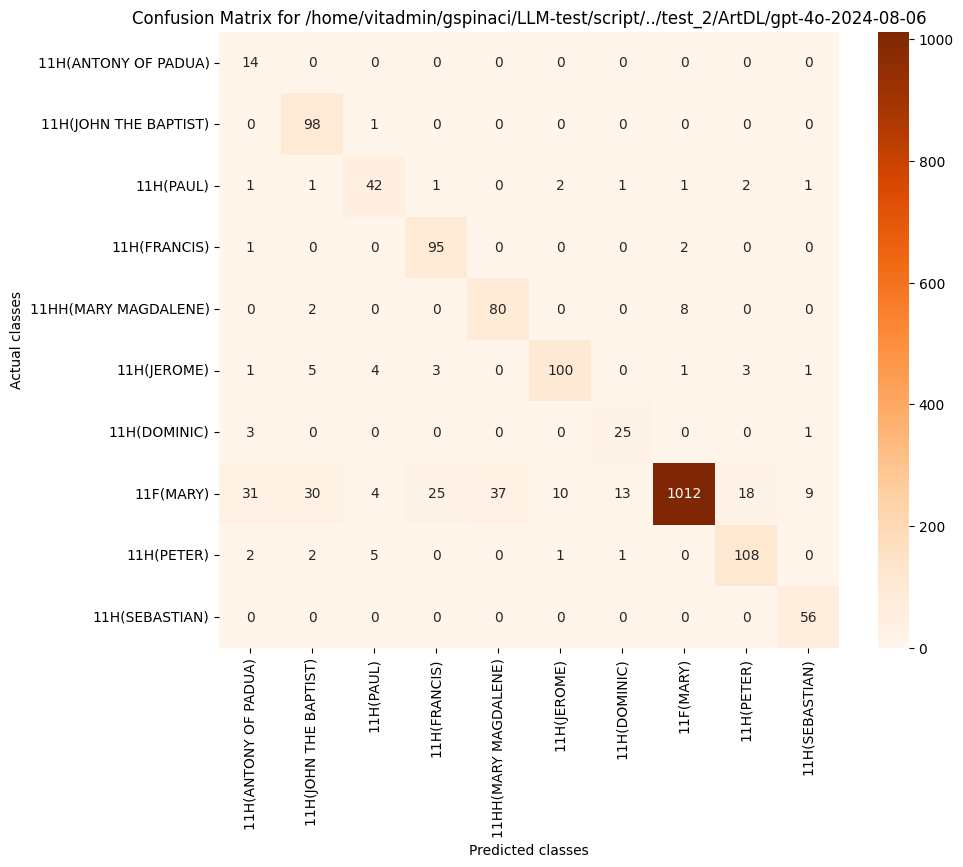 Confusion Matrix for /home/vitadmin/gspinaci/LLM-test/script/../test_2/ArtDL/gpt-4o-2024-08-06
Actual classes
11H(ANTONY OF PADUA) 14 0 0 0 0 0 0 0 0 0
11H(JOHN THE BAPTIST) 0 98 1 0 0 0 0 0 0 0
11H(PAUL) 1 1 42 1 0 2 1 1 2 1
11H(FRANCIS) 1 0 0 95 0 0 0 2 0 0
11HH(MARY MAGDALENE) 0 2 0 0 80 0 0 8 0 0
11H(JEROME) 1 5 4 3 0 100 0 1 3 1
11H(DOMINIC) 3 0 0 0 0 0 25 0 0 1
11F(MARY) 31 30 4 25 37 10 13 1012 18 9
11H(PETER) 2 2 5 0 0 1 1 0 108 0
11H(SEBASTIAN) 0 0 0 0 0 0 0 0 0 56
11H(ANTONY OF PADUA)
11H(JOHN THE BAPTIST)
11H(PAUL)
11H(FRANCIS)
11HH(MARY MAGDALENE)
11H(JEROME)
11H(DOMINIC)
11F(MARY)
11H(PETER)
11H(SEBASTIAN)
Predicted classes
1000
800
600
400
200
0